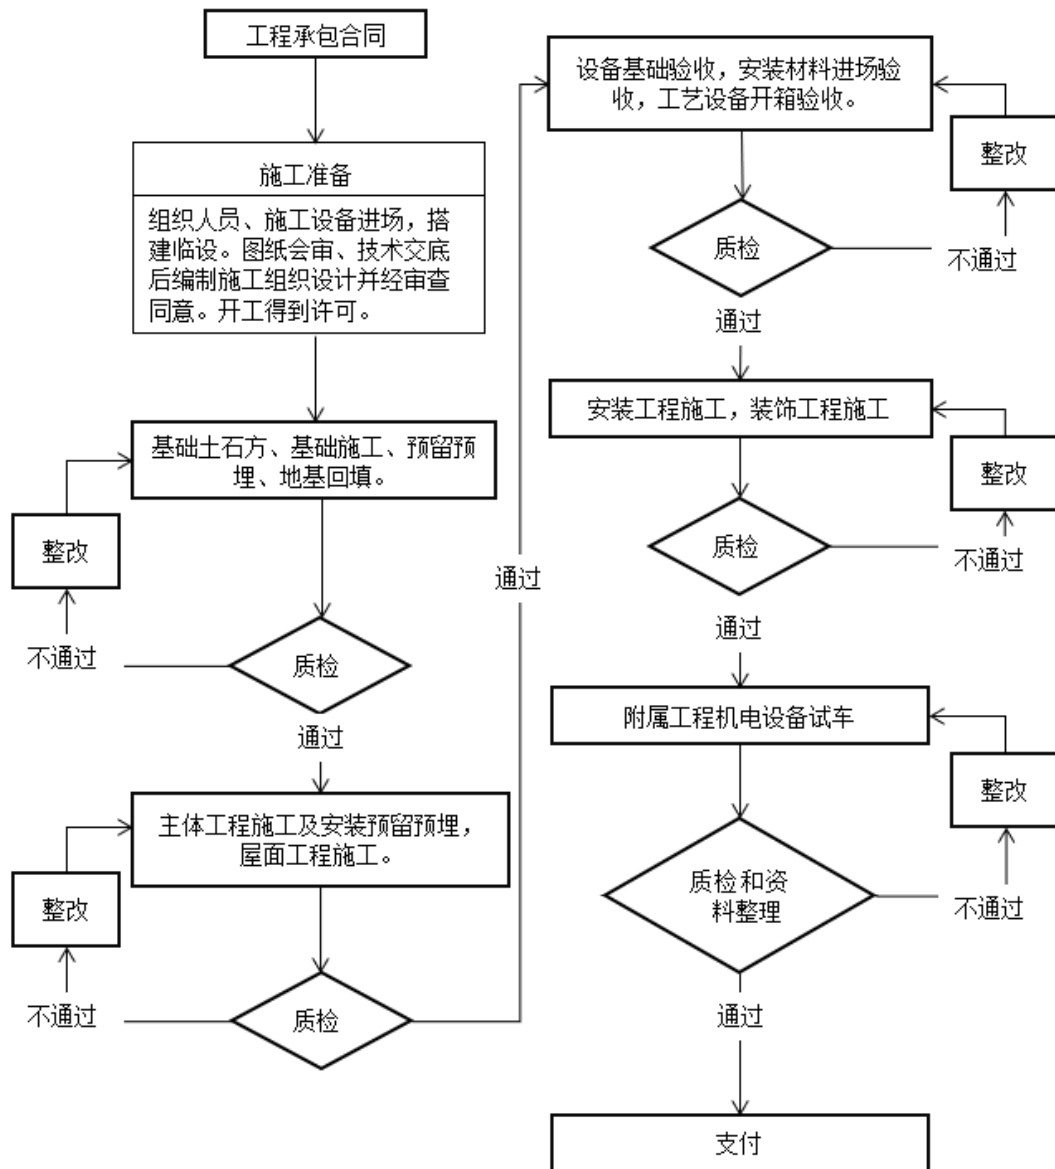 工程承包合同
施工准备
组织人员、施工设备进场，搭
建临设。图纸会审、技术交底
后编制施工组织设计并经审查
同意。开工得到许可。
基础土石方、基础施工、预留预
埋、地基回填。
整改
不通过
质检
通过
主体工程施工及安装预留预埋，
屋面工程施工。
整改
不通过
质检
通过
设备基础验收，安装材料进场验
收，工艺设备开箱验收。
整改
质检
不通过
通过
安装工程施工，装饰工程施工
整改
质检
不通过
通过
附属工程机电设备试车
整改
质检和资
料整理
不通过
通过
支付